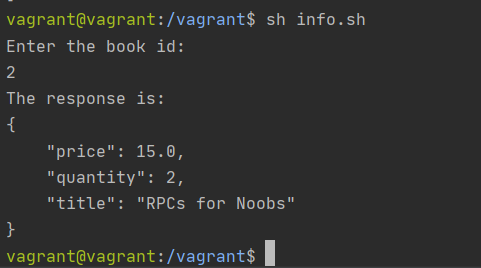 vagrant@vagrant:/vagrant$ sh info.sh
Enter the book id:
2
The response is:
{
    "price": 15.0,
    "quantity": 2,
    "title": "RPCs for Noobs"
}
vagrant@vagrant:/vagrant$